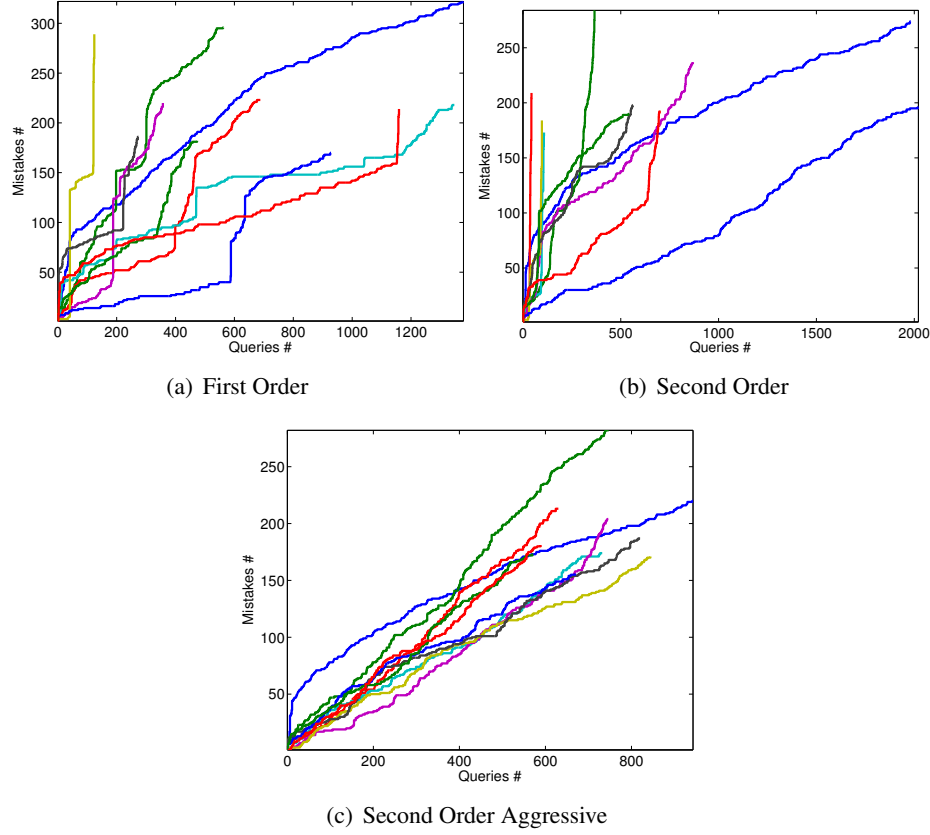 300
250
200
150
100
50
Mistakes #
0 200 400 600 800 1000 1200
Queries #
(a) First Order
250
200
150
100
50
Mistakes #
0 500 1000 1500 2000
Queries #
(b) Second Order
250
200
150
100
50
Mistakes #
0 200 400 600 800
Queries #
(c) Second Order Aggressive